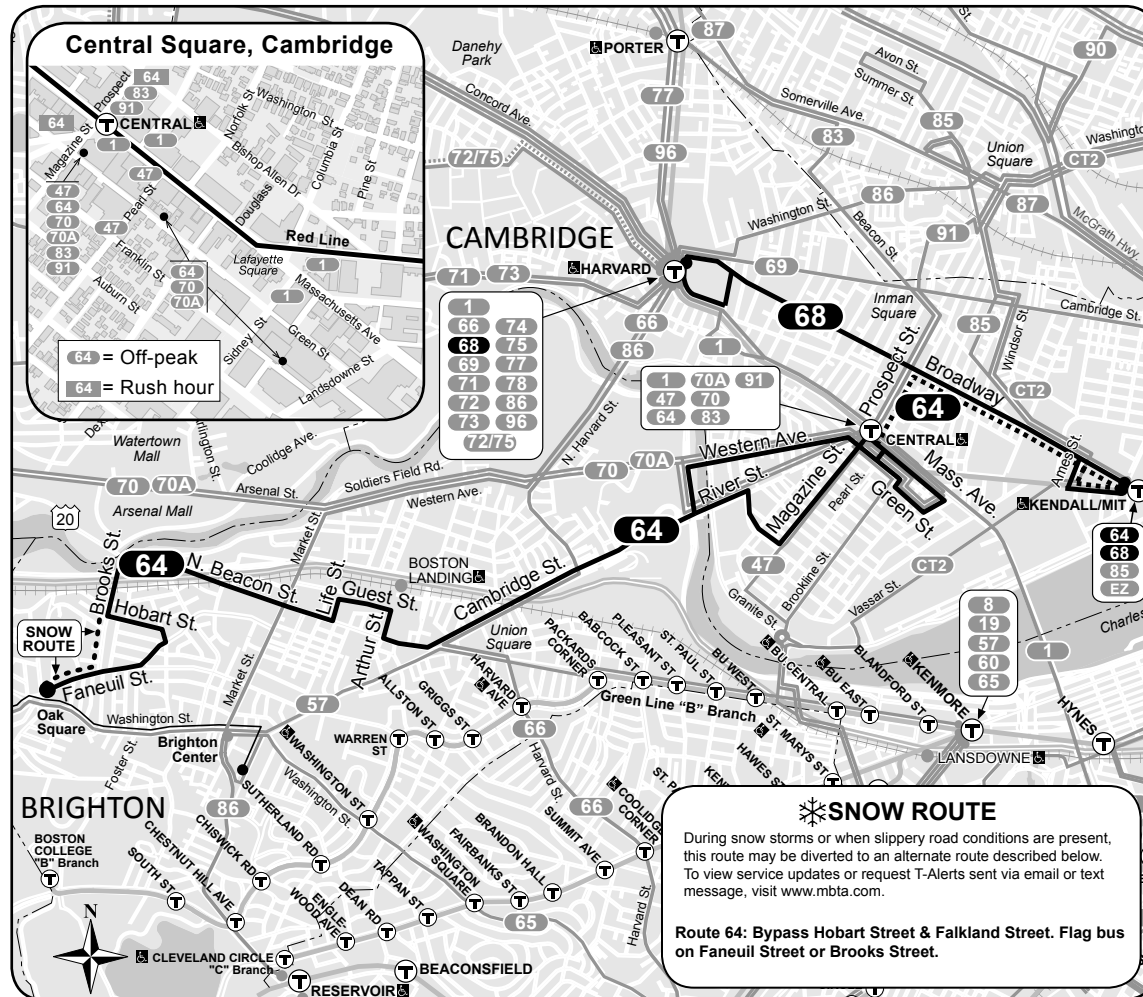 Central Square, Cambridge
64
Prospect
83
91
CENTRAL
64
Magazine St
1
1
47
47
64
70
70A
83
91
Pearl St
47
Franklin St
Auburn St
64
70
70A
Norfolk St
Washington St.
Columbia St
Bishop Allen Dr
Pine St
Douglass
Red Line
Lafayette
Square
1
1
Massachusetts Ave
Sidney St
Green St
Landsdowne St
64 = Off-peak
64 = Rush hour
Danehy
Park
PORTER
87
90
Avon St.
Summer St.
Concord Ave.
77
Somerville Ave.
83
85
Washington
Union
Square
CT2
72/75
96
86
87
Washington St.
Beacon St.
91
McGrath Hwy.
CAMBRIDGE
HARVARD
71
73
69
68
Inman
Square
Cambridge St.
85
Windsor St.
66
86
1
1
66
74
68
75
69
77
71
78
72
86
73
96
72/75
1
70A
91
47
70
64
83
Prospect St.
64
Broadway
CT2
Watertown
Mall
Coolidge Ave.
Soldiers Field Rd.
N. Harvard St.
Western Ave.
CENTRAL
Mass. Ave.
Ames St.
70
70A
Arsenal St.
Western Ave.
70
70A
River St.
Magazine St.
Pearl St.
Green St.
KENDALL/MIT
Arsenal Mall
20
Market St.
64
64
68
85
EZ
Brooks St.
64
N. Beacon St.
Life St.
Guest St.
BOSTON
LANDING
Cambridge St.
47
Brookline St.
Granite St.
Vassar St.
CT2
Hobart St.
Arthur St.
Union
Square
8
19
57
60
65
Charles
SNOW
ROUTE
Faneuil St.
Market St.
PACKARDS
CORNER
BABCOCK ST
PLEASANT ST
ST PAUL ST
BU WEST
BU CENTRAL
BU EAST
BLANDFORD ST
KENMORE
1
HYNES
57
HARVARD
AVE
Green Line "B" Branch
Oak
Square
Washington St.
ALLSTON ST
GRIGGS ST
66
WARREN
ST
Harvard St.
ST. MARYS ST
HAWES ST
LANSDOWNE
Foster St.
Brighton
Center
WASHINGTON ST
Washington St.
COOLIDGE
CORNER
66
BRIGHTON
86
SUTHERLAND RD
BOSTON
COLLEGE
"B" Branch
CHESTNUT HILL AVE
SOUTH ST
CHISWICK RD
WASHINGTON
SQUARE
FAIRBANKS ST
BRANDON HALL
SUMMIT AVE
Harvard St.
N
ENGLE-
WOOD AVE
DEAN RD
TAPPAN ST
65
CLEVELAND CIRCLE
"C" Branch
BEACONSFIELD
RESERVOIR
SNOW ROUTE
During snow storms or when slippery road conditions are present,
this route may be diverted to an alternate route described below.
To view service updates or request T-Alerts sent via email or text
message, visit www.mbta.com.
Route 64: Bypass Hobart Street & Falkland Street. Flag bus
on Faneuil Street or Brooks Street.